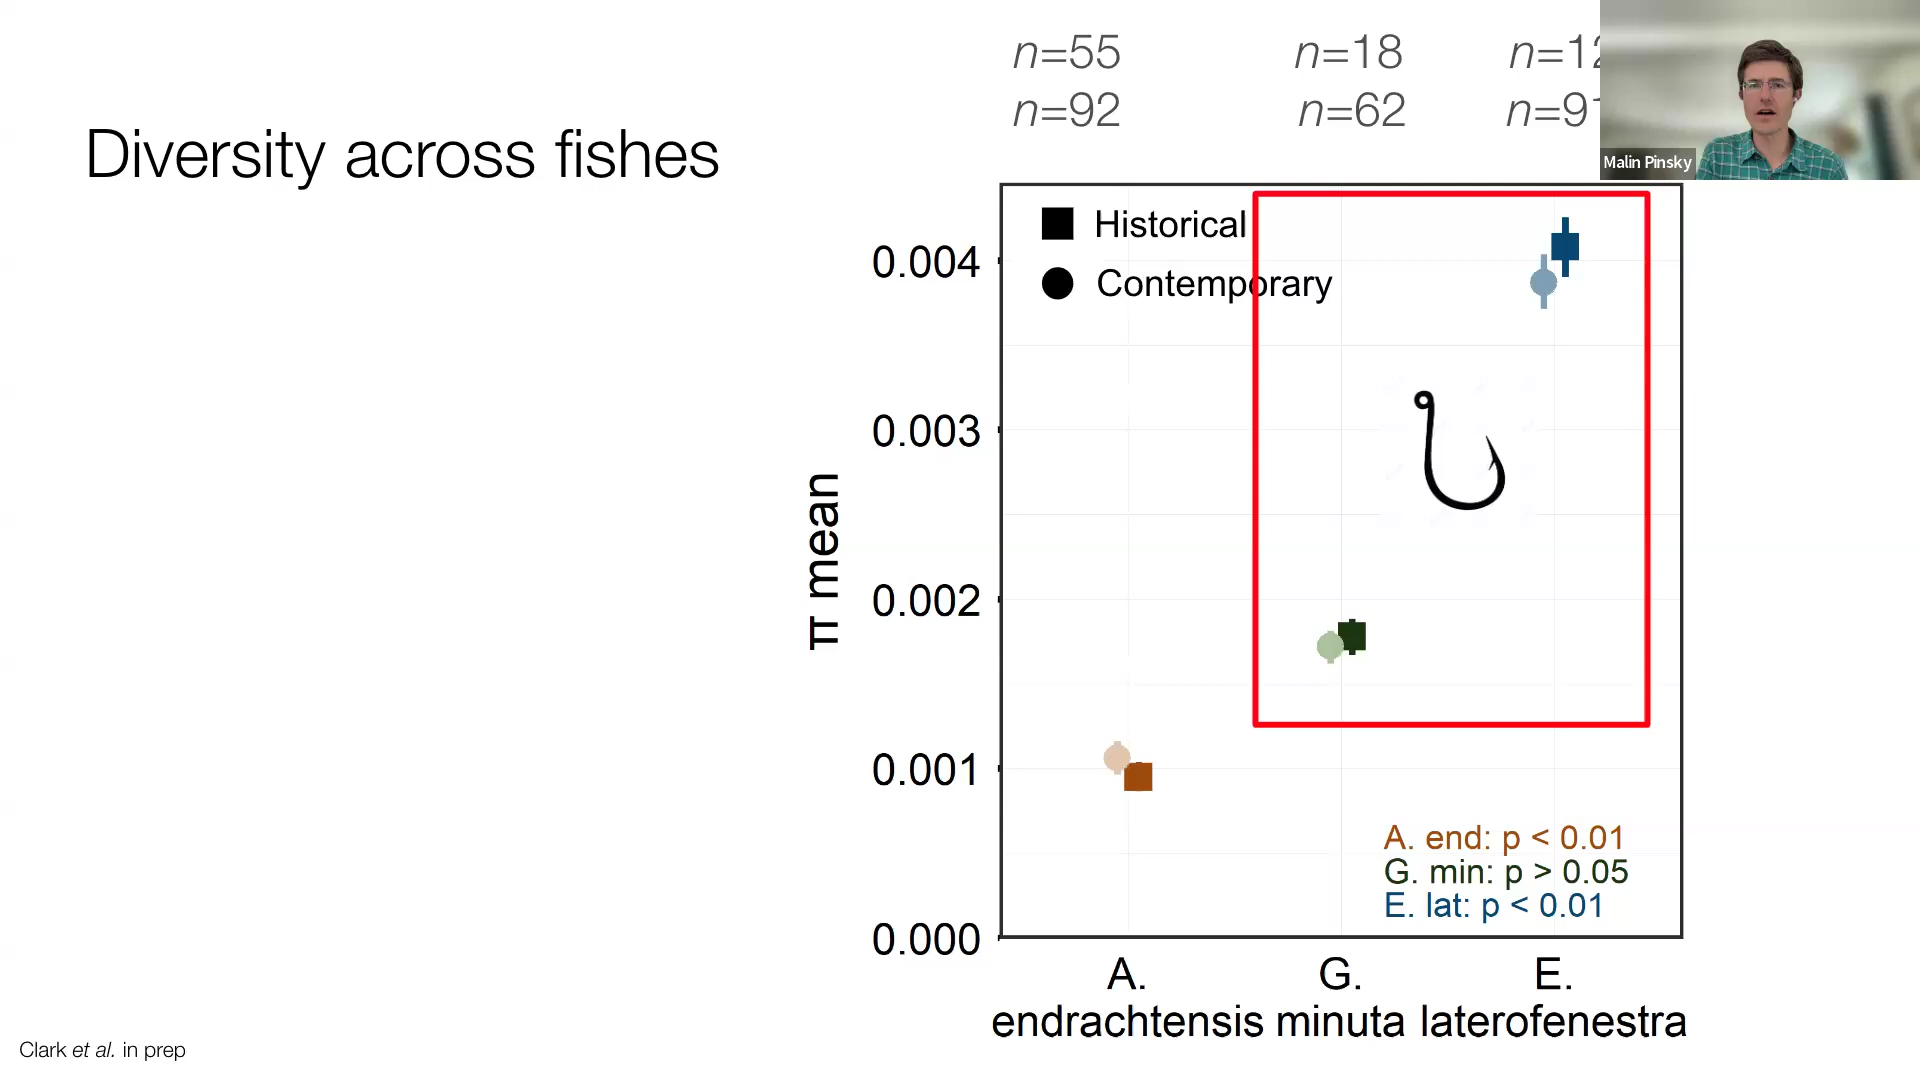 n=55 n=18
n=92 n=62
Malin Pinsky
Diversity across fishes
Historical
Contemporary
0.004
0.003
0.002
0.001
0.000
π mean
A. end: p < 0.01
G. min: p > 0.05
E. lat: p < 0.01
A. G. E.
endrachtensis minuta laterofenestra
Clark et al. in prep